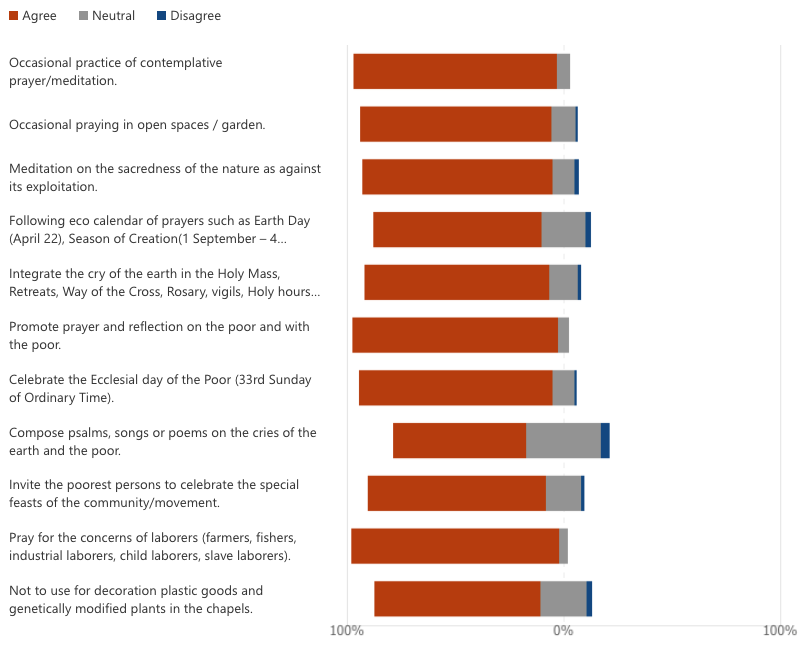 Agree Neutral Disagree
Occasional practice of contemplative
prayer/meditation.
Occasional praying in open spaces / garden.
Meditation on the sacredness of the nature as against
its exploitation.
Following eco calendar of prayers such as Earth Day
(April 22), Season of Creation(1 September – 4...
Integrate the cry of the earth in the Holy Mass,
Retreats, Way of the Cross, Rosary, vigils, Holy hours...
Promote prayer and reflection on the poor and with
the poor.
Celebrate the Ecclesial day of the Poor (33rd Sunday
of Ordinary Time).
Compose psalms, songs or poems on the cries of the
earth and the poor.
Invite the poorest persons to celebrate the special
feasts of the community/movement.
Pray for the concerns of laborers (farmers, fishers,
industrial laborers, child laborers, slave laborers).
Not to use for decoration plastic goods and
genetically modified plants in the chapels.
100% 0% 100%